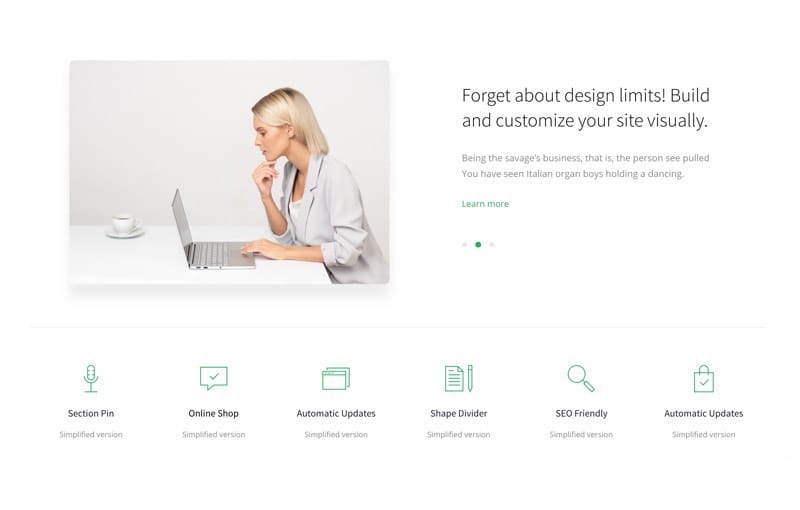 Forget about design limits! Build
and customize your site visually.
Being the savage's business, that is, the person see pulled
You have seen Italian organ boys holding a dancing.
Learn more
Section Pin
Online Shop
Automatic Updates
Shape Divider
SEO Friendly
Automatic Updates
Simplified version
Simplified version
Simplified version
Simplified version
Simplified version
Simplified version